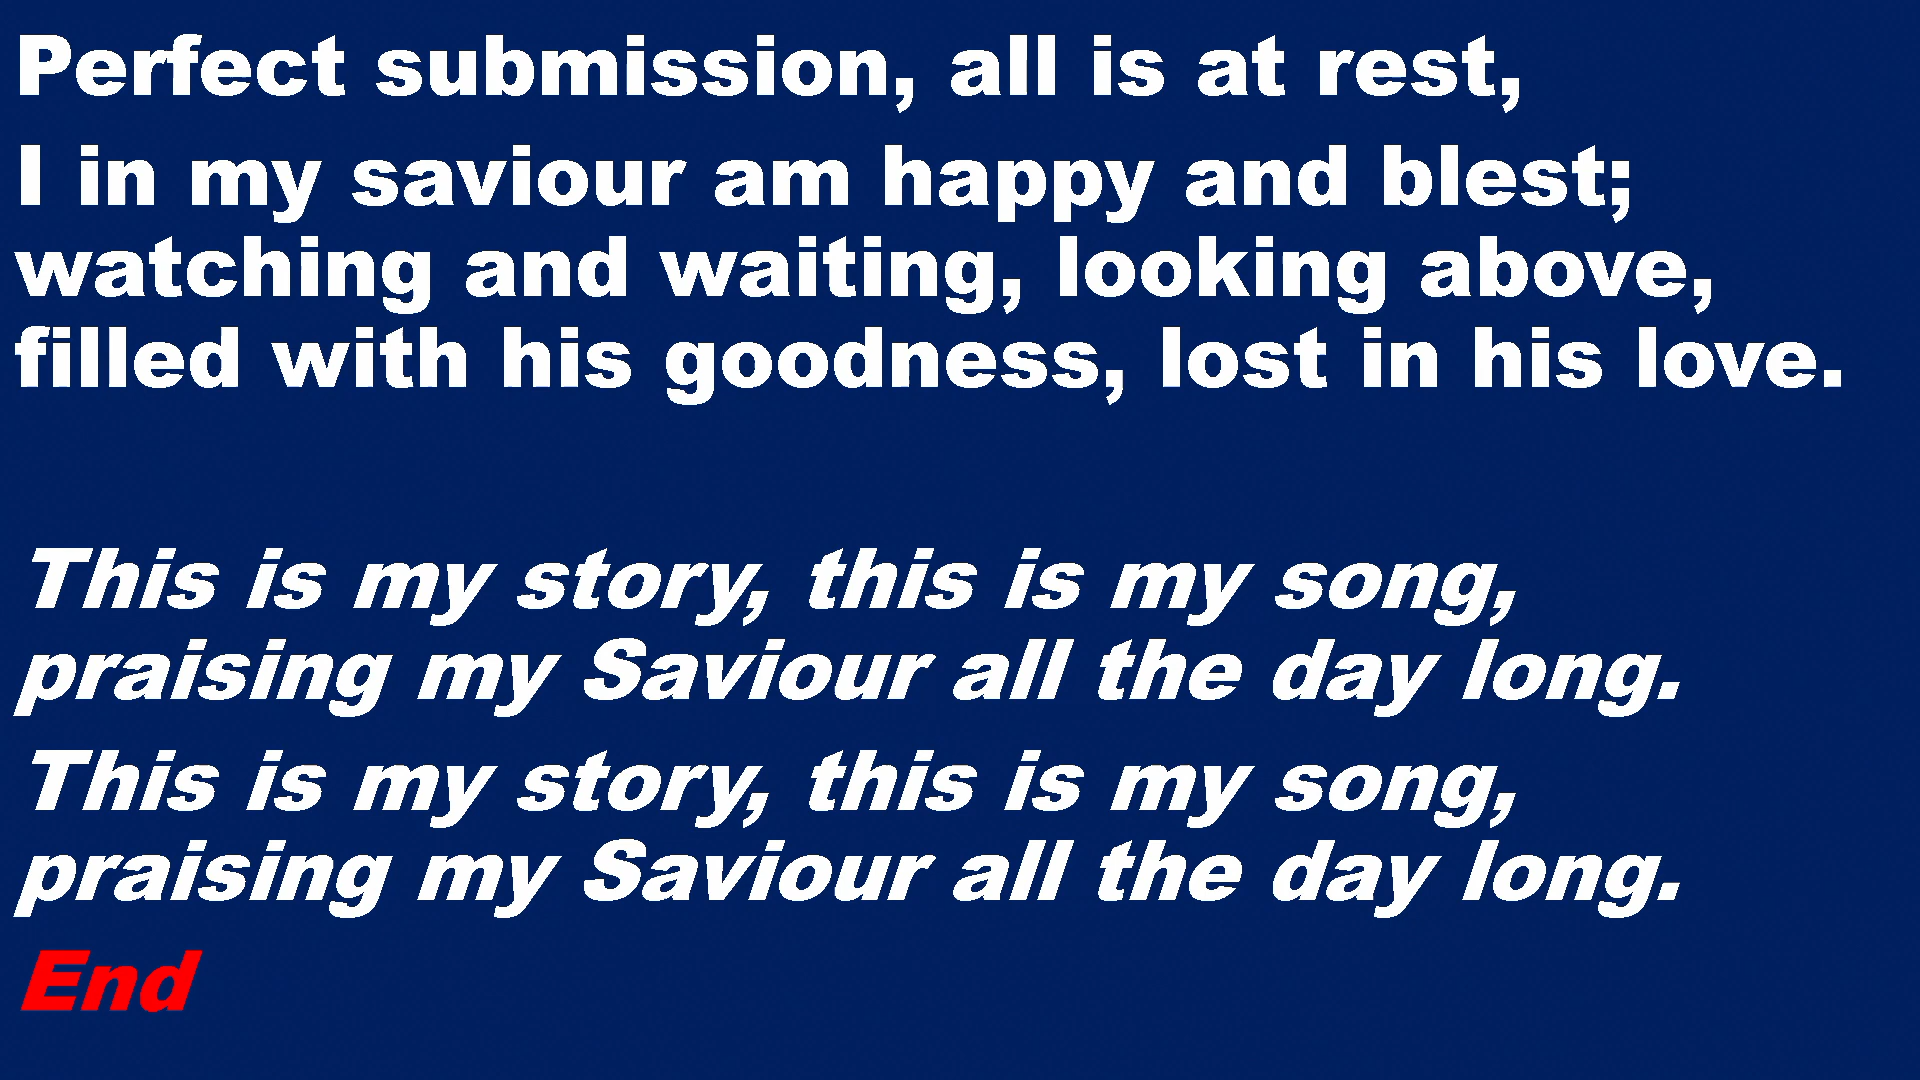 Perfect submission, all is at rest,
I in my saviour am happy and blest;
watching and waiting, looking above,
filled with his goodness, lost in his love.
This is my story, this is my song,
praising my Saviour all the day long.
This is my story, this is my song,
praising my Saviour all the day long.
End